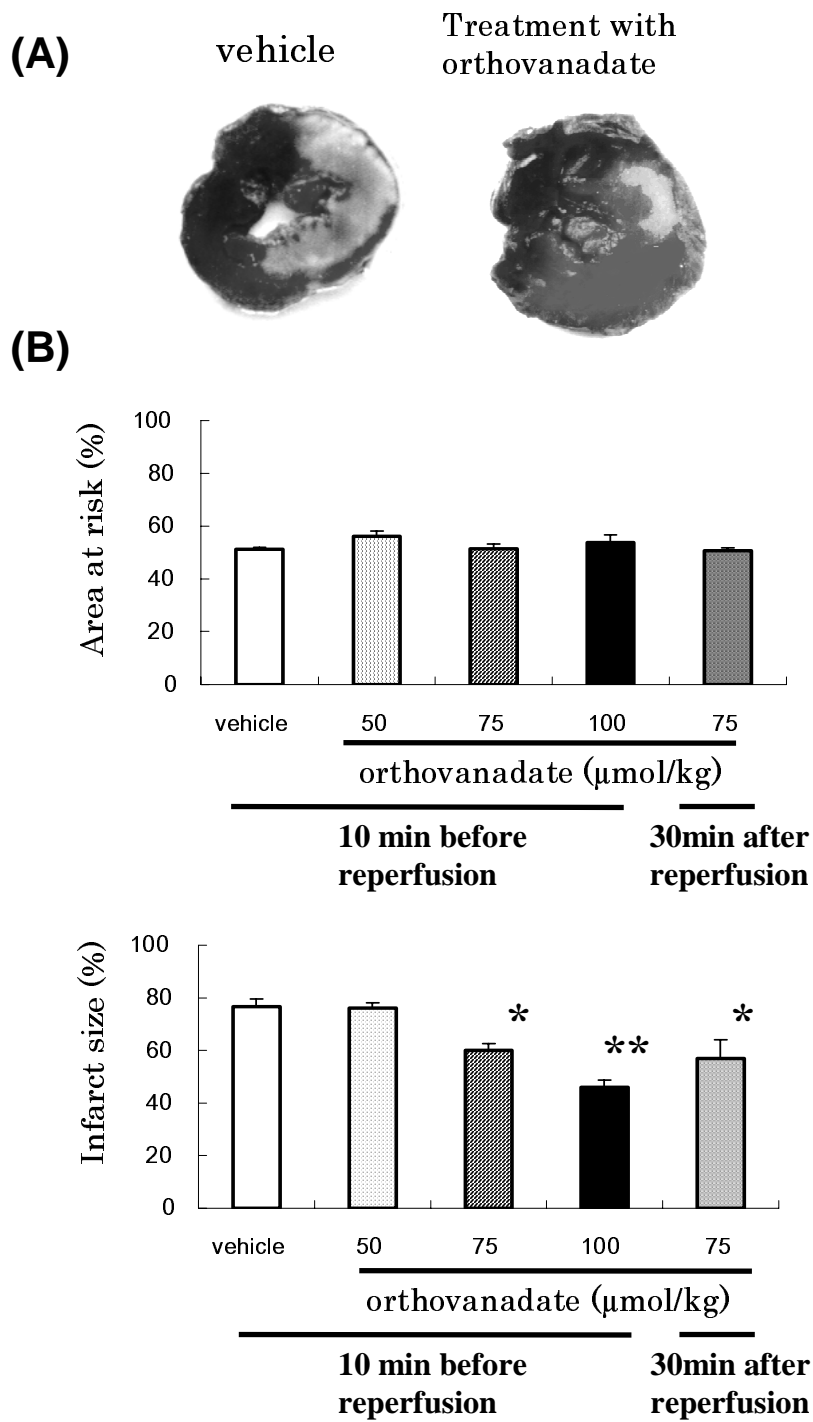 (A)
vehicle
Treatment with
orthovanadate
(B)
Area at risk (%)
100
80
60
40
20
0
vehicle
50
75
100
75
orthovanadate (μmol/kg)
10 min before
reperfusion
30min after
reperfusion
Infarct size (%)
100
80
60
40
20
0
*
**
*
vehicle
50
75
100
75
orthovanadate (μmol/kg)
10 min before
reperfusion
30min after
reperfusion